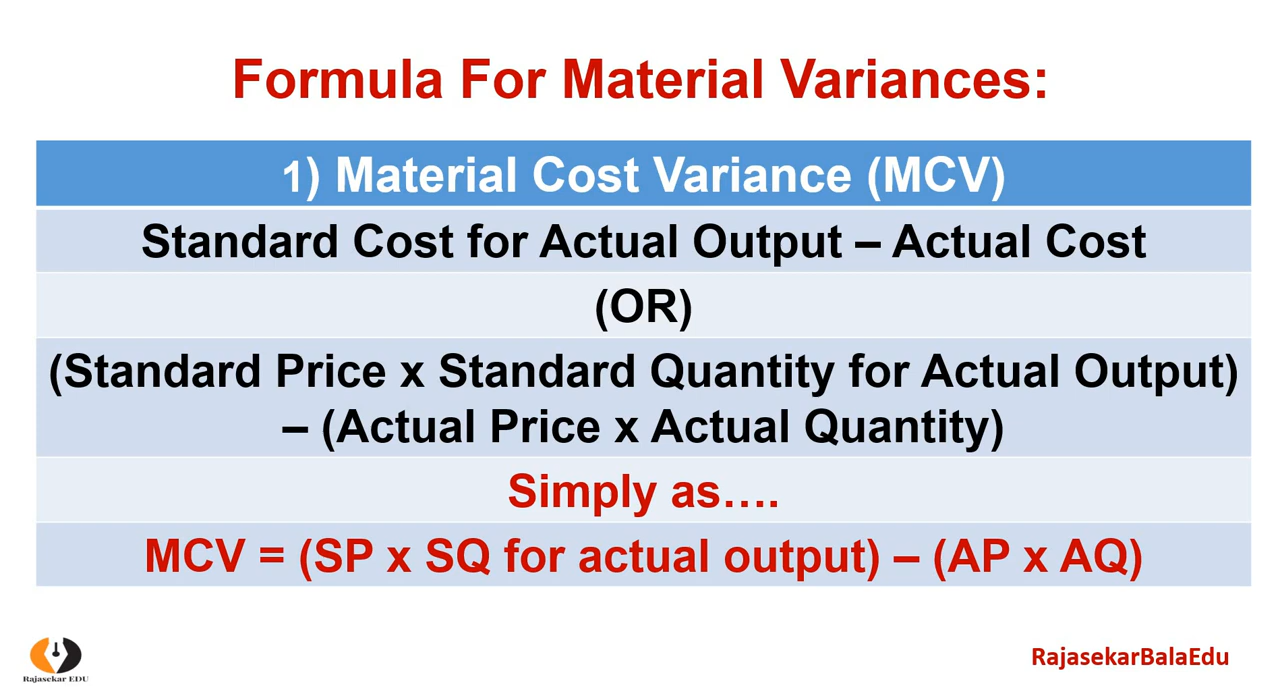 Formula For Material Variances:
1) Material Cost Variance (MCV)
Standard Cost for Actual Output – Actual Cost
(OR)
(Standard Price x Standard Quantity for Actual Output)
– (Actual Price x Actual Quantity)
Simply as….
MCV = (SP x SQ for actual output) – (AP x AQ)
Rajasekar EDU
RajasekarBalaEdu